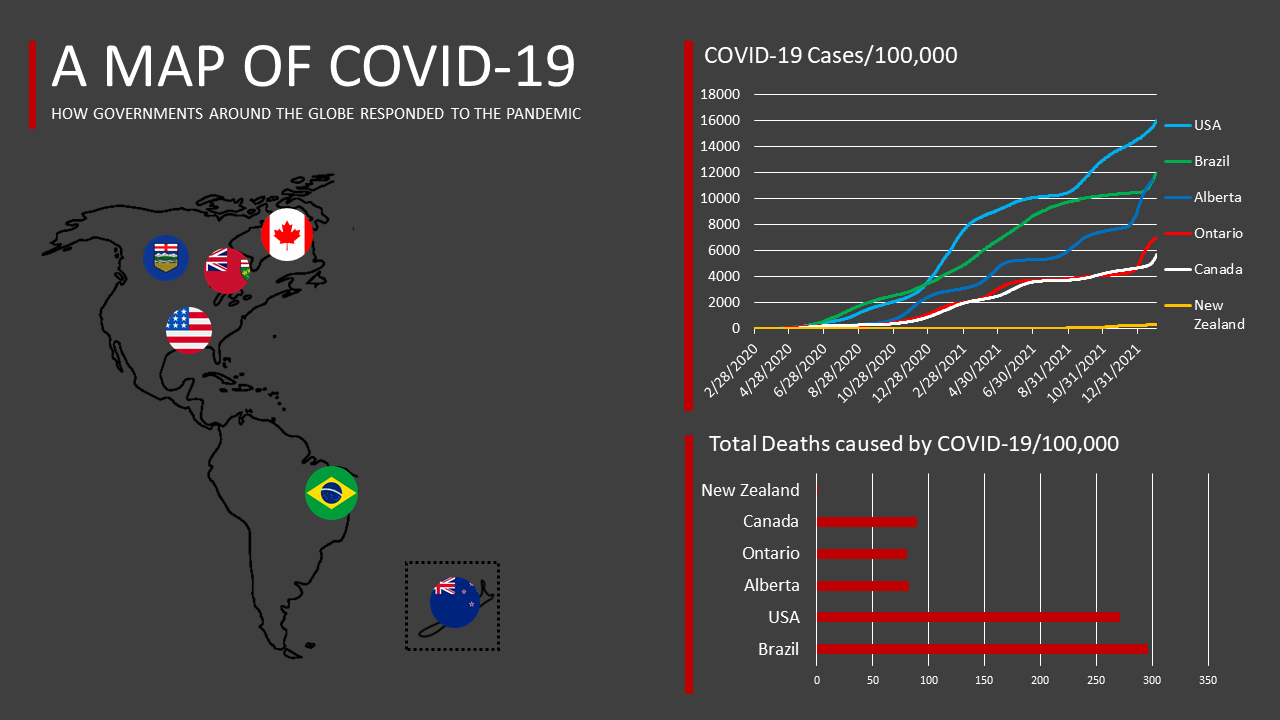 A MAP OF COVID-19
HOW GOVERNMENTS AROUND THE GLOBE RESPONDED TO THE PANDEMIC
COVID-19 Cases/100,000
18000
16000
14000
12000
10000
8000
6000
4000
2000
0
2/28/2020
4/28/2020
6/28/2020
8/28/2020
10/28/2020
12/28/2020
2/28/2021
4/30/2021
6/30/2021
8/31/2021
10/31/2021
12/31/2021
USA
Brazil
Alberta
Ontario
Canada
New
Zealand
Total Deaths caused by COVID-19/100,000
New Zealand
Canada
Ontario
Alberta
USA
Brazil
0 50 100 150 200 250 300 350